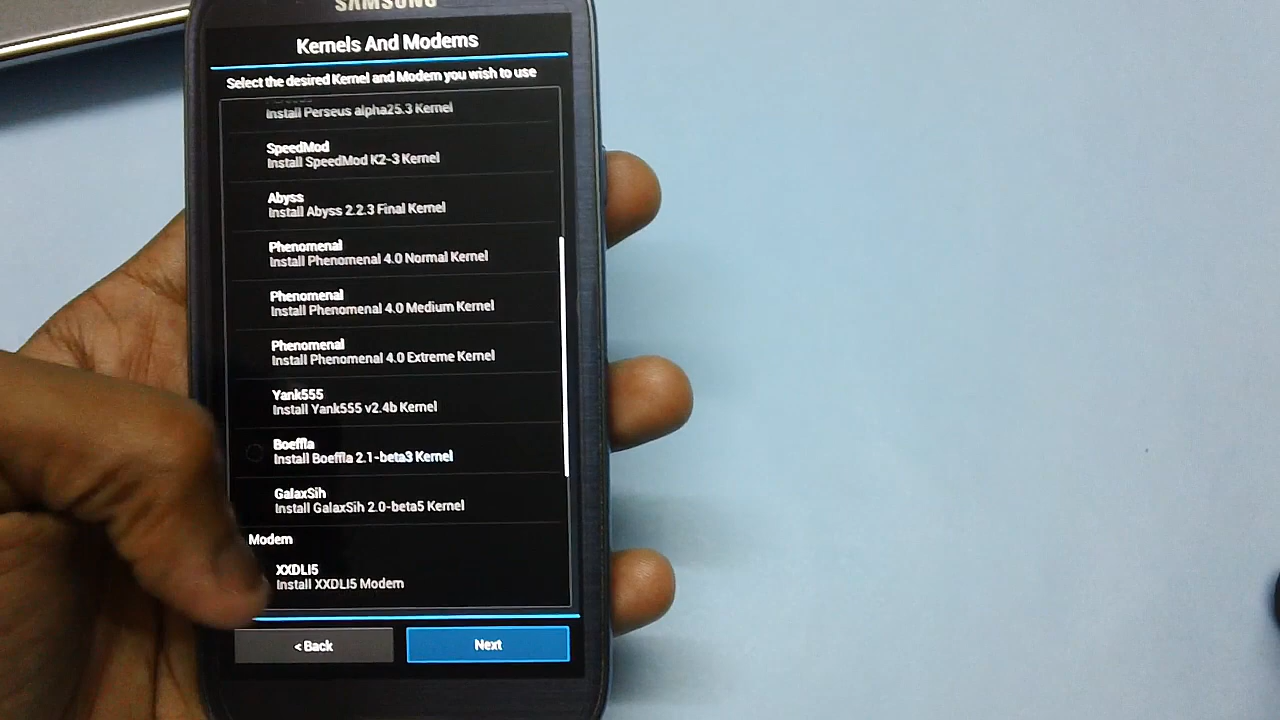 SAMSUNG
Kernels And Modems
Select the desired Kernel and Modem you wish to use
Install Perseus alpha25.3 Kernel
SpeedMod
Install SpeedMod K2-3 Kernel
Abyss
Install Abyss 2.2.3 Final Kernel
Phenomenal
Install Phenomenal 4.0 Normal Kernel
Phenomenal
Install Phenomenal 4.0 Medium Kernel
Phenomenal
Install Phenomenal 4.0 Extreme Kernel
Yank555
Install Yank555 v2.4b Kernel
Boeffla
Install Boeffla 2.1-beta3 Kernel
GalaxSih
Install GalaxSih 2.0-beta5 Kernel
Modem
XXDLI5
Install XXDLI5 Modem
< Back
Next